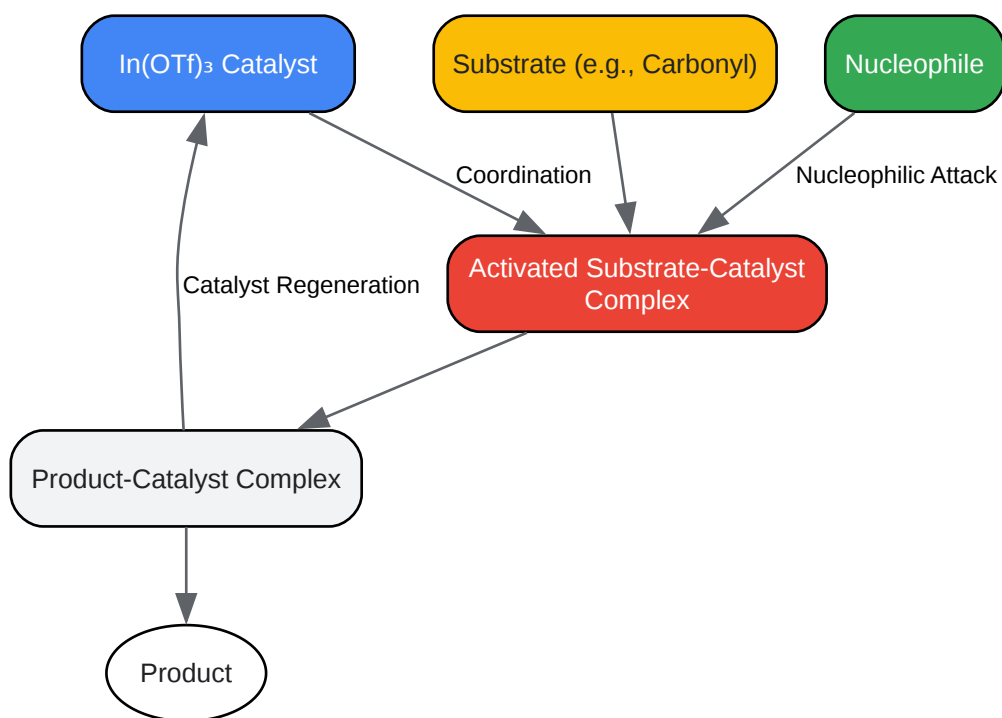 In(OTf)₃ Catalyst
Substrate (e.g., Carbonyl)
Nucleophile
Coordination
Nucleophilic Attack
Activated Substrate-Catalyst
Complex
Catalyst Regeneration
Product-Catalyst Complex
Product